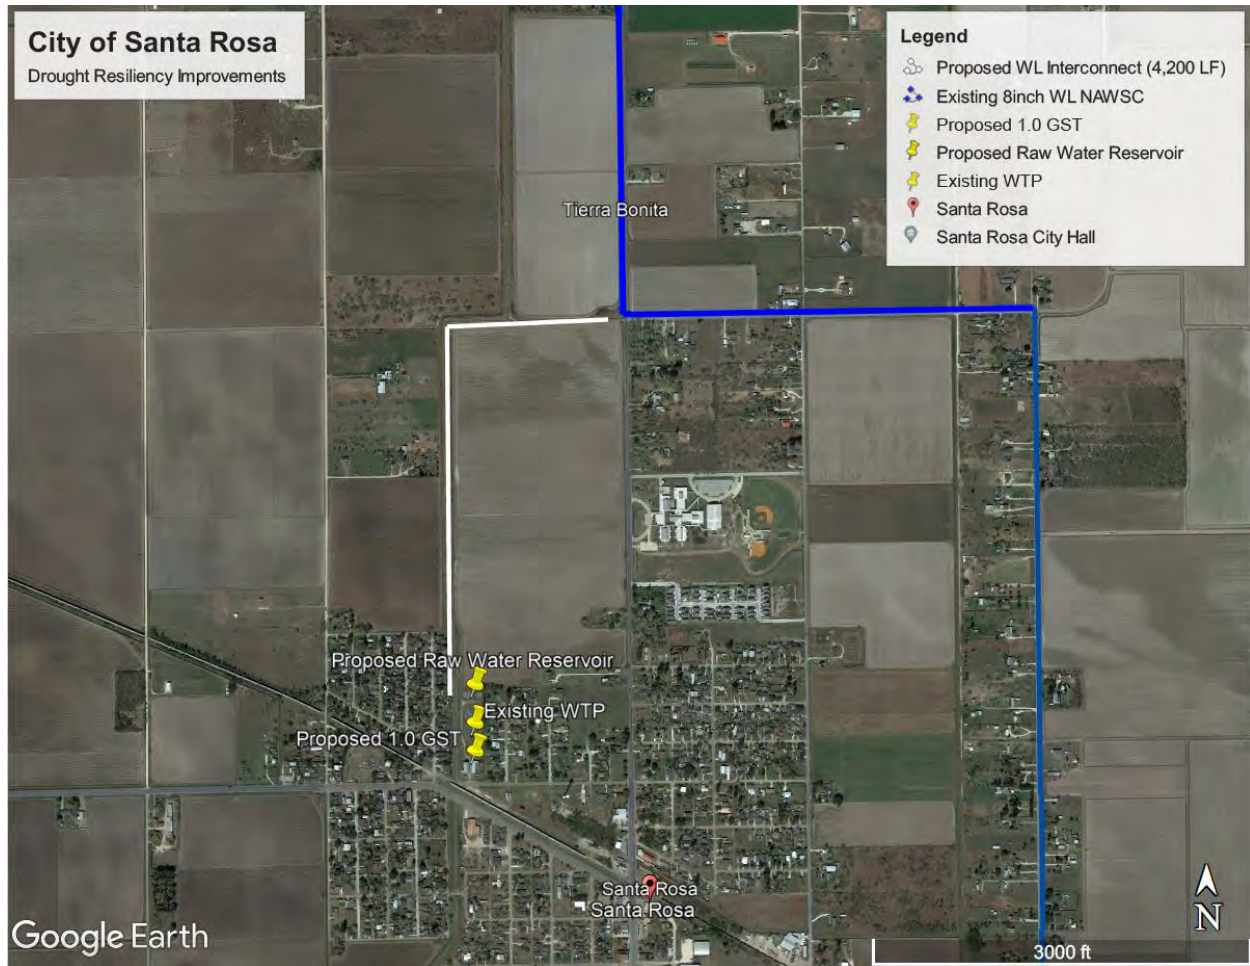 City of Santa Rosa
Drought Resiliency Improvements
Legend
Proposed WL Interconnect (4,200 LF)
Existing 8inch WL NAWSC
Proposed 1.0 GST
Proposed Raw Water Reservoir
Existing WTP
Santa Rosa
Santa Rosa City Hall
Tierra Bonita
Proposed Raw Water Reservoir
Existing WTP
Proposed 1.0 GST
Santa Rosa
Santa Rosa
Google Earth
N
3000 ft